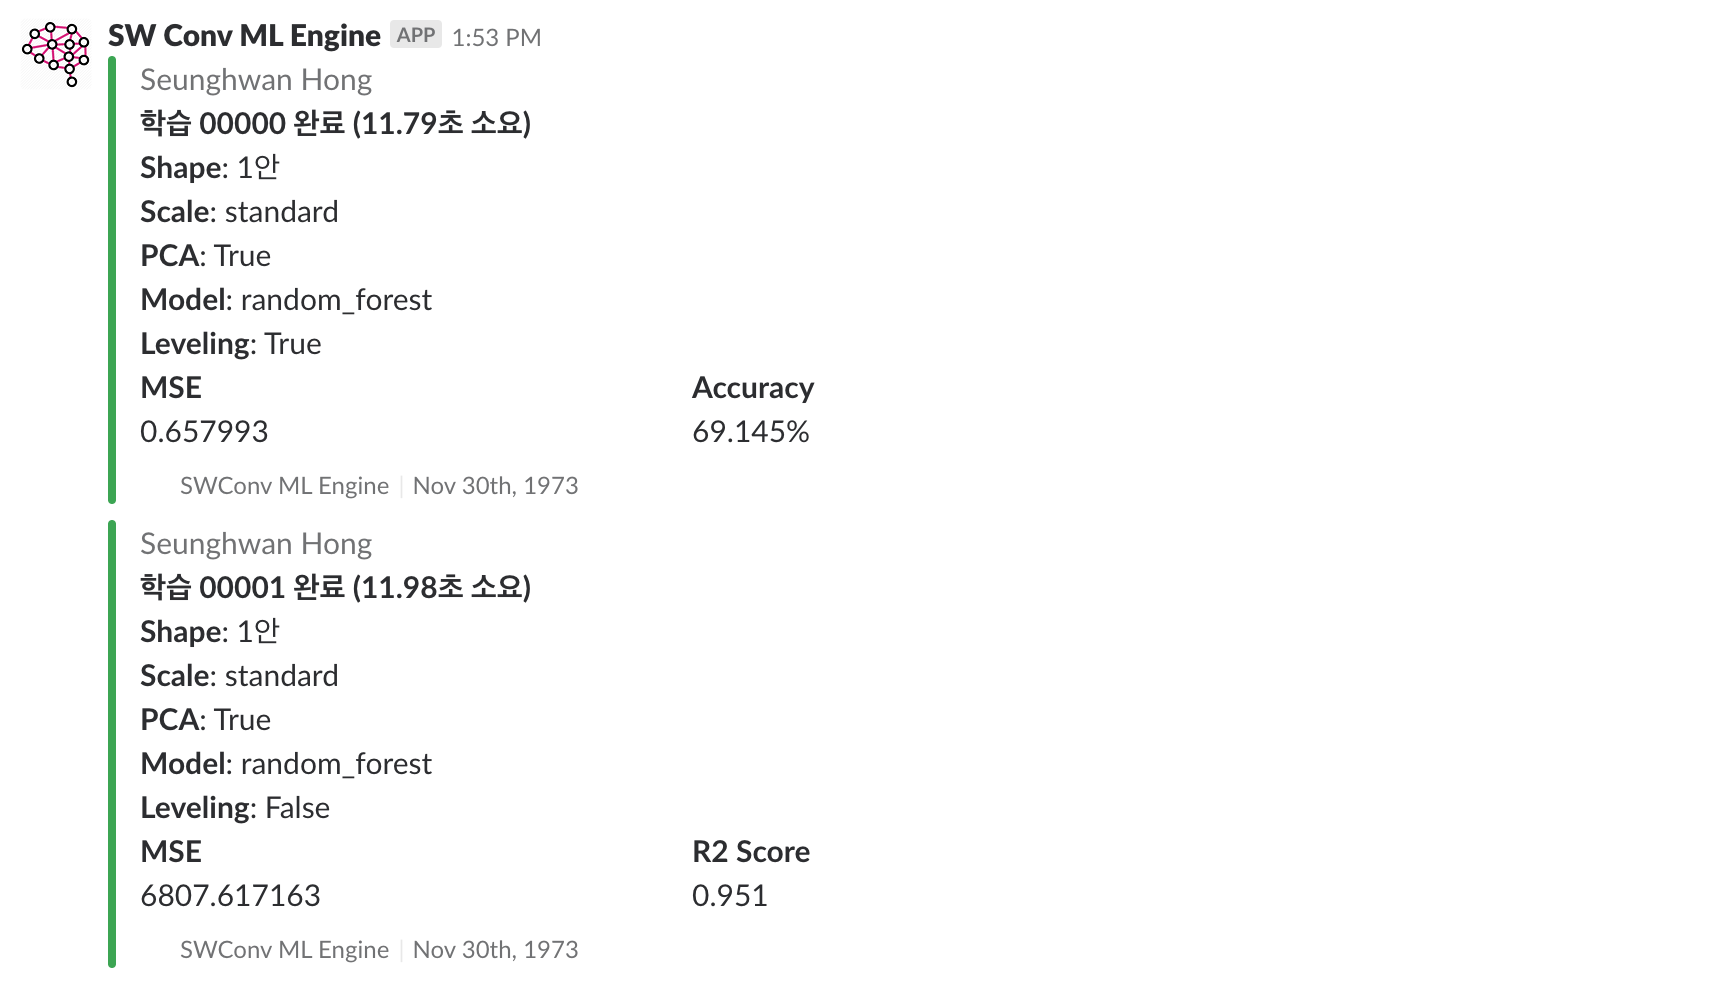 SW Conv ML Engine APP 1:53 PM
Seunghwan Hong
학습 00000 완료 (11.79초 소요)
Shape: 1안
Scale: standard
PCA: True
Model: random_forest
Leveling: True
MSE Accuracy
0.657993 69.145%
SWConv ML Engine | Nov 30th, 1973
Seunghwan Hong
학습 00001 완료 (11.98초 소요)
Shape: 1안
Scale: standard
PCA: True
Model: random_forest
Leveling: False
MSE R2 Score
6807.617163 0.951
SWConv ML Engine | Nov 30th, 1973